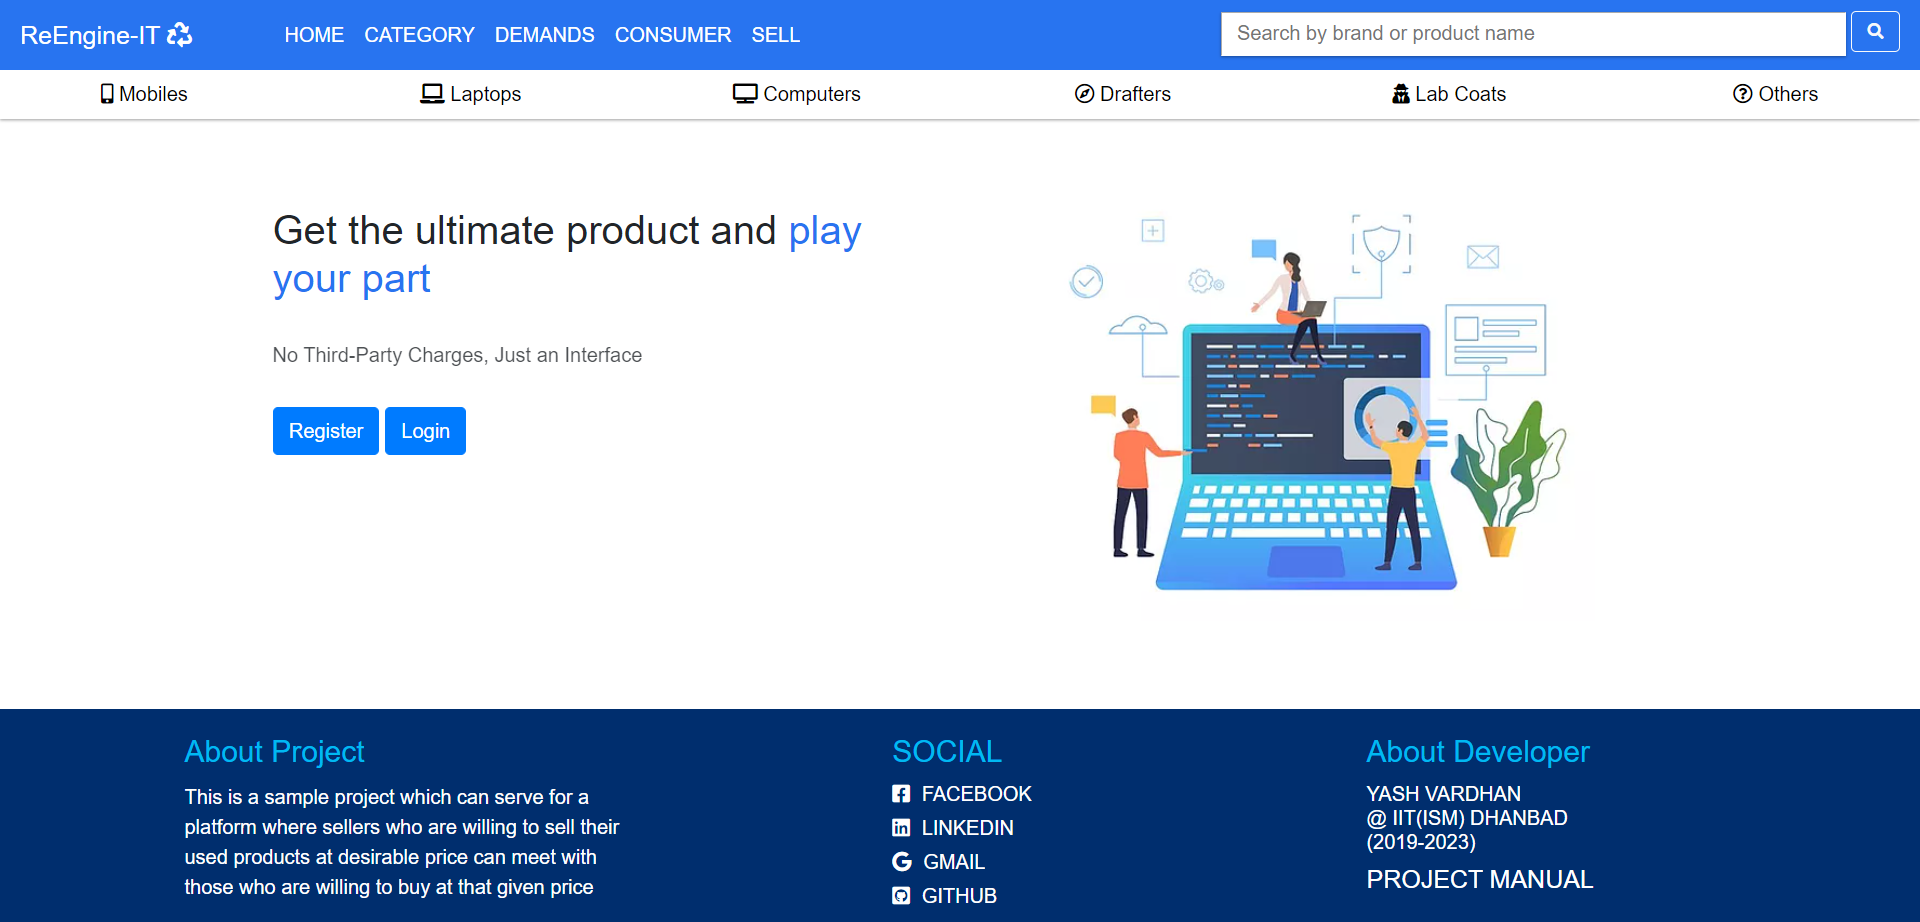 ReEngine-IT
HOME CATEGORY DEMANDS CONSUMER SELL
Search by brand or product name
Mobiles Laptops Computers Drafters Lab Coats Others
Get the ultimate product and play
your part
No Third-Party Charges, Just an Interface
Register Login
About Project
This is a sample project which can serve for a
platform where sellers who are willing to sell their
used products at desirable price can meet with
those who are willing to buy at that given price
SOCIAL
FACEBOOK
LINKEDIN
GMAIL
GITHUB
About Developer
YASH VARDHAN
@ IIT(ISM) DHANBAD
(2019-2023)
PROJECT MANUAL